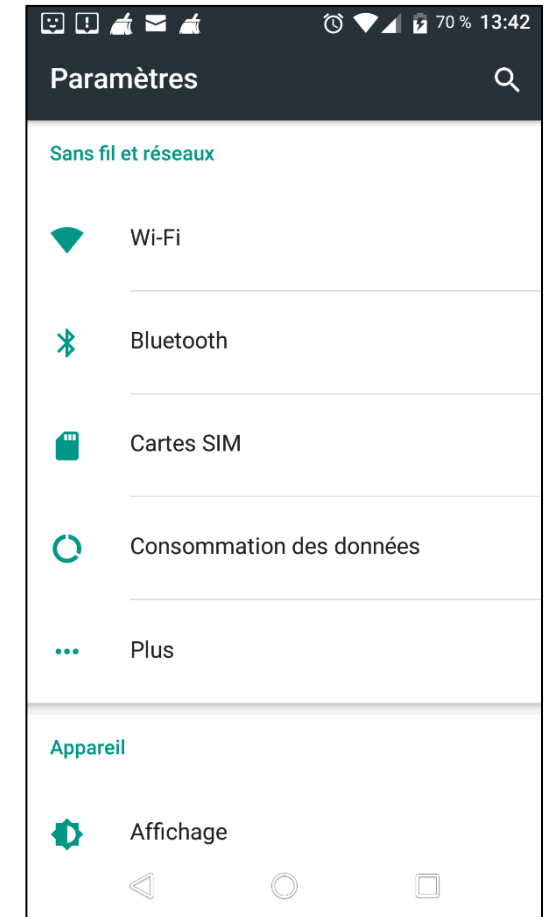 70 % 13:42
Paramètres
Sans fil et réseaux
Wi-Fi
Bluetooth
Cartes SIM
Consommation des données
Plus
Appareil
Affichage